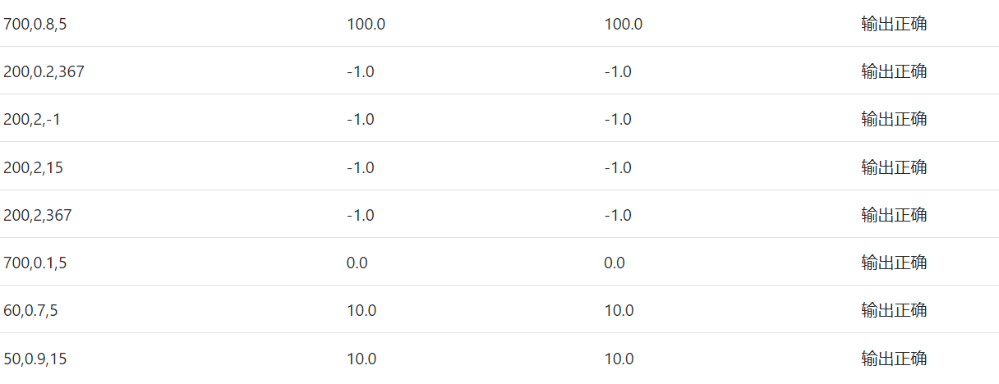 700,0.8,5 100.0 100.0 输出正确
200,0.2,367 -1.0 -1.0 输出正确
200,2,-1 -1.0 -1.0 输出正确
200,2,15 -1.0 -1.0 输出正确
200,2,367 -1.0 -1.0 输出正确
700,0.1,5 0.0 0.0 输出正确
60,0.7,5 10.0 10.0 输出正确
50,0.9,15 10.0 10.0 输出正确